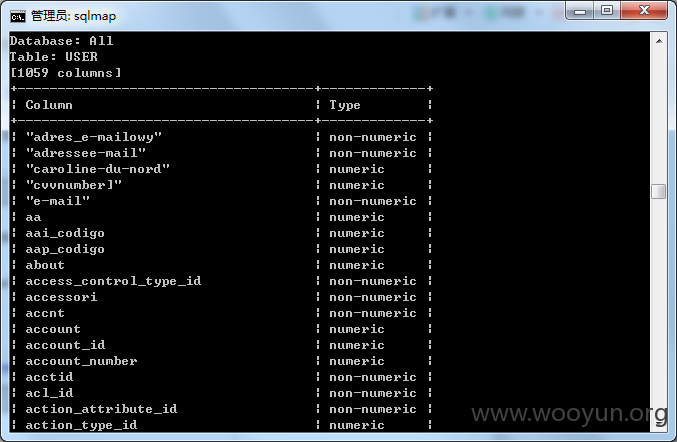 管理员: sqlmap
Database: All
Table: USER
[1059 columns]
+------------------------------------+-------------+
¦ Column ¦ Type ¦
+------------------------------------+-------------+
¦ "adres_e-mailowy" ¦ non-numeric ¦
¦ "adressee-mail" ¦ non-numeric ¦
¦ "caroline-du-nord" ¦ numeric ¦
¦ "cvvnumber]" ¦ numeric ¦
¦ "e-mail" ¦ non-numeric ¦
¦ aa ¦ numeric ¦
¦ aai_codigo ¦ numeric ¦
¦ aap_codigo ¦ numeric ¦
¦ about ¦ numeric ¦
¦ access_control_type_id ¦ non-numeric ¦
¦ accessori ¦ non-numeric ¦
¦ accnt ¦ non-numeric ¦
¦ account ¦ numeric ¦
¦ account_id ¦ numeric ¦
¦ account_number ¦ numeric ¦
¦ acctid ¦ non-numeric ¦
¦ acl_id ¦ non-numeric ¦
¦ action_attribute_id ¦ non-numeric ¦
¦ action_type_id ¦ numeric ¦
www.wooyun.org